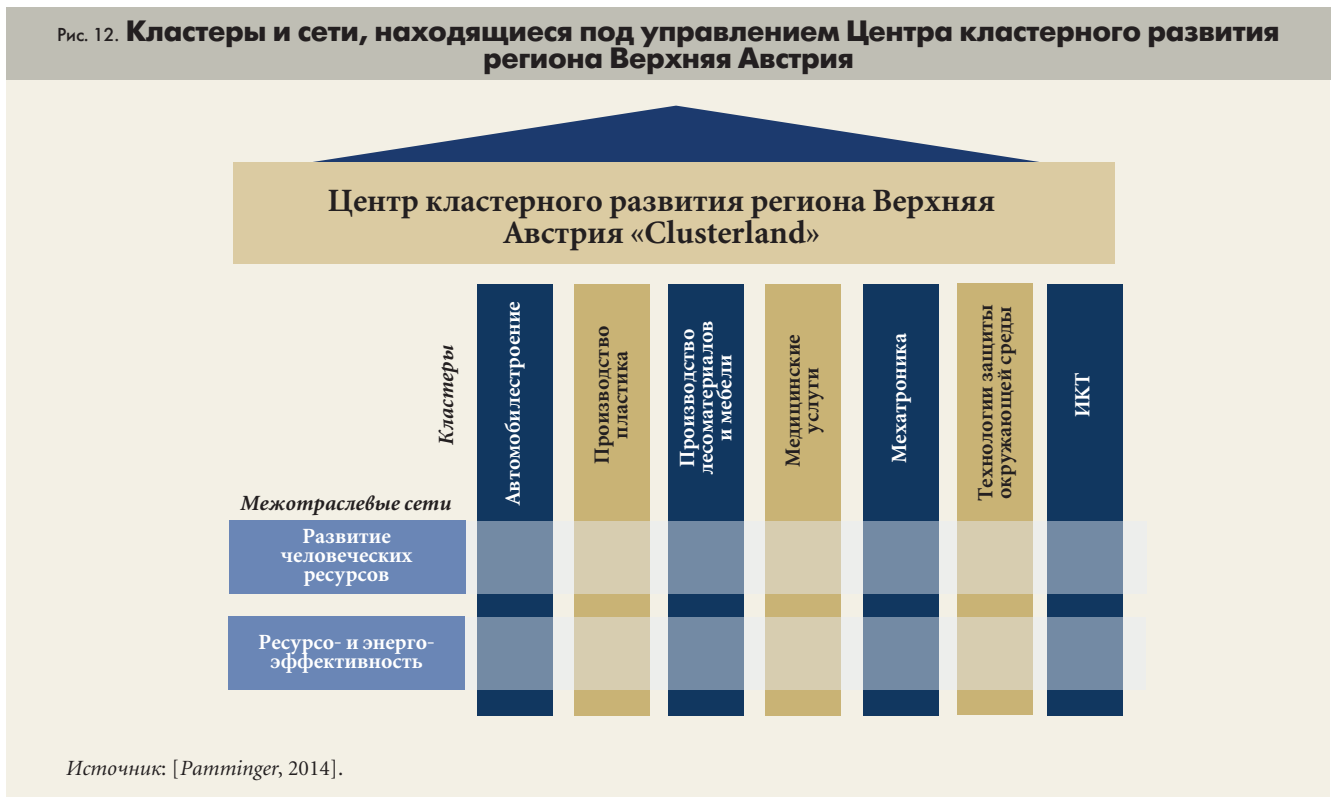 Рис. 12. Кластеры и сети, находящиеся под управлением Центра кластерного развития
региона Верхняя Австрия
Центр кластерного развития региона Верхняя
Австрия «Clusterland»
Кластеры
Автомобилестроение
Производство
пластика
Производство
лесоматериалов
и мебели
Медицинские
услуги
Мехатроника
Технологии защиты
окружающей среды
ИКТ
Межотраслевые сети
Развитие
человеческих
ресурсов
Ресурсо- и энерго-
эффективность
Источник: [Pamminger, 2014].